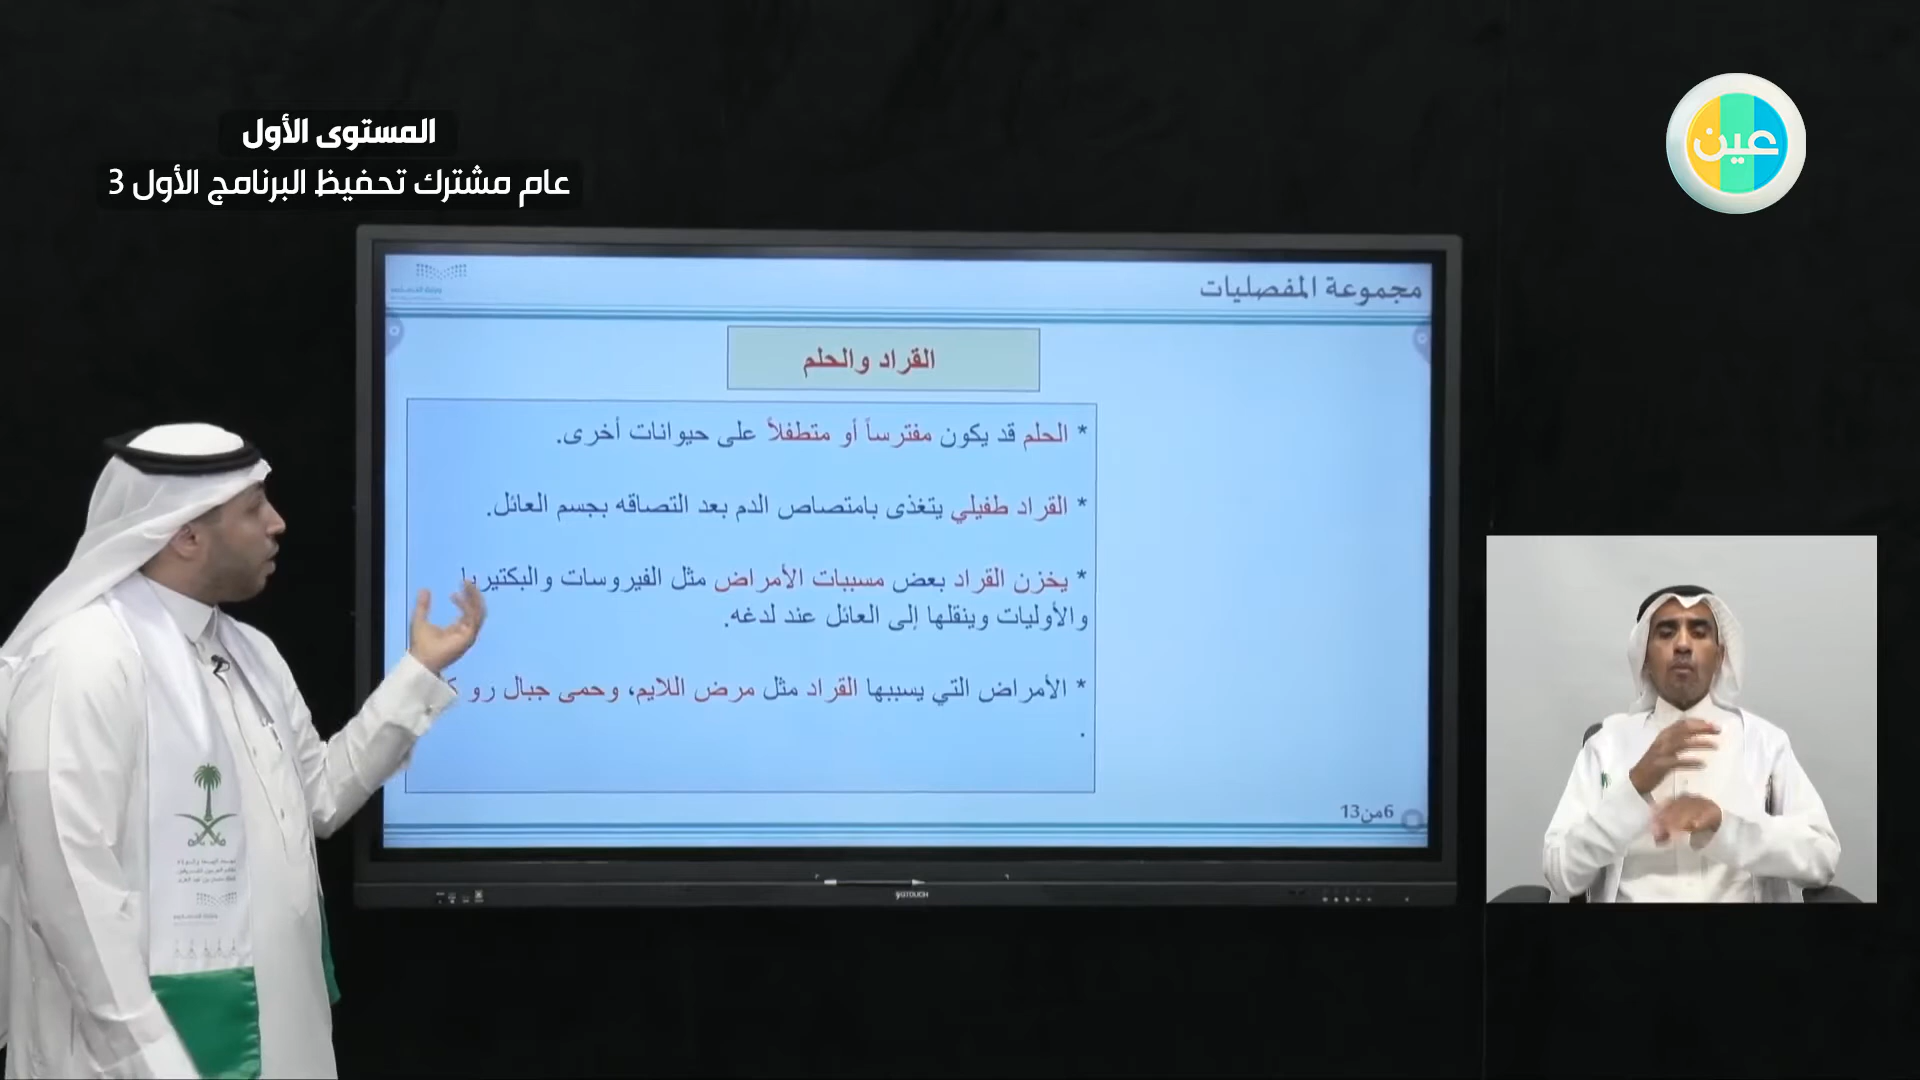 المستوى الأول
عام مشترك تحفيظ البرنامج الأول 3
عين
مجموعة المفصليات
القراد والحلم
* الحلم قد يكون مفترساً أو متطفلاً على حيوانات أخرى.
* القراد طفيلي يتغذى بامتصاص الدم بعد التصاقه بجسم العائل.
* يخزن القراد بعض مسببات الأمراض مثل الفيروسات والبكتيريا
والأوليات وينقلها إلى العائل عند لدغه.
* الأمراض التي يسببها القراد مثل مرض اللايم، وحمى جبال رو
.
6من13